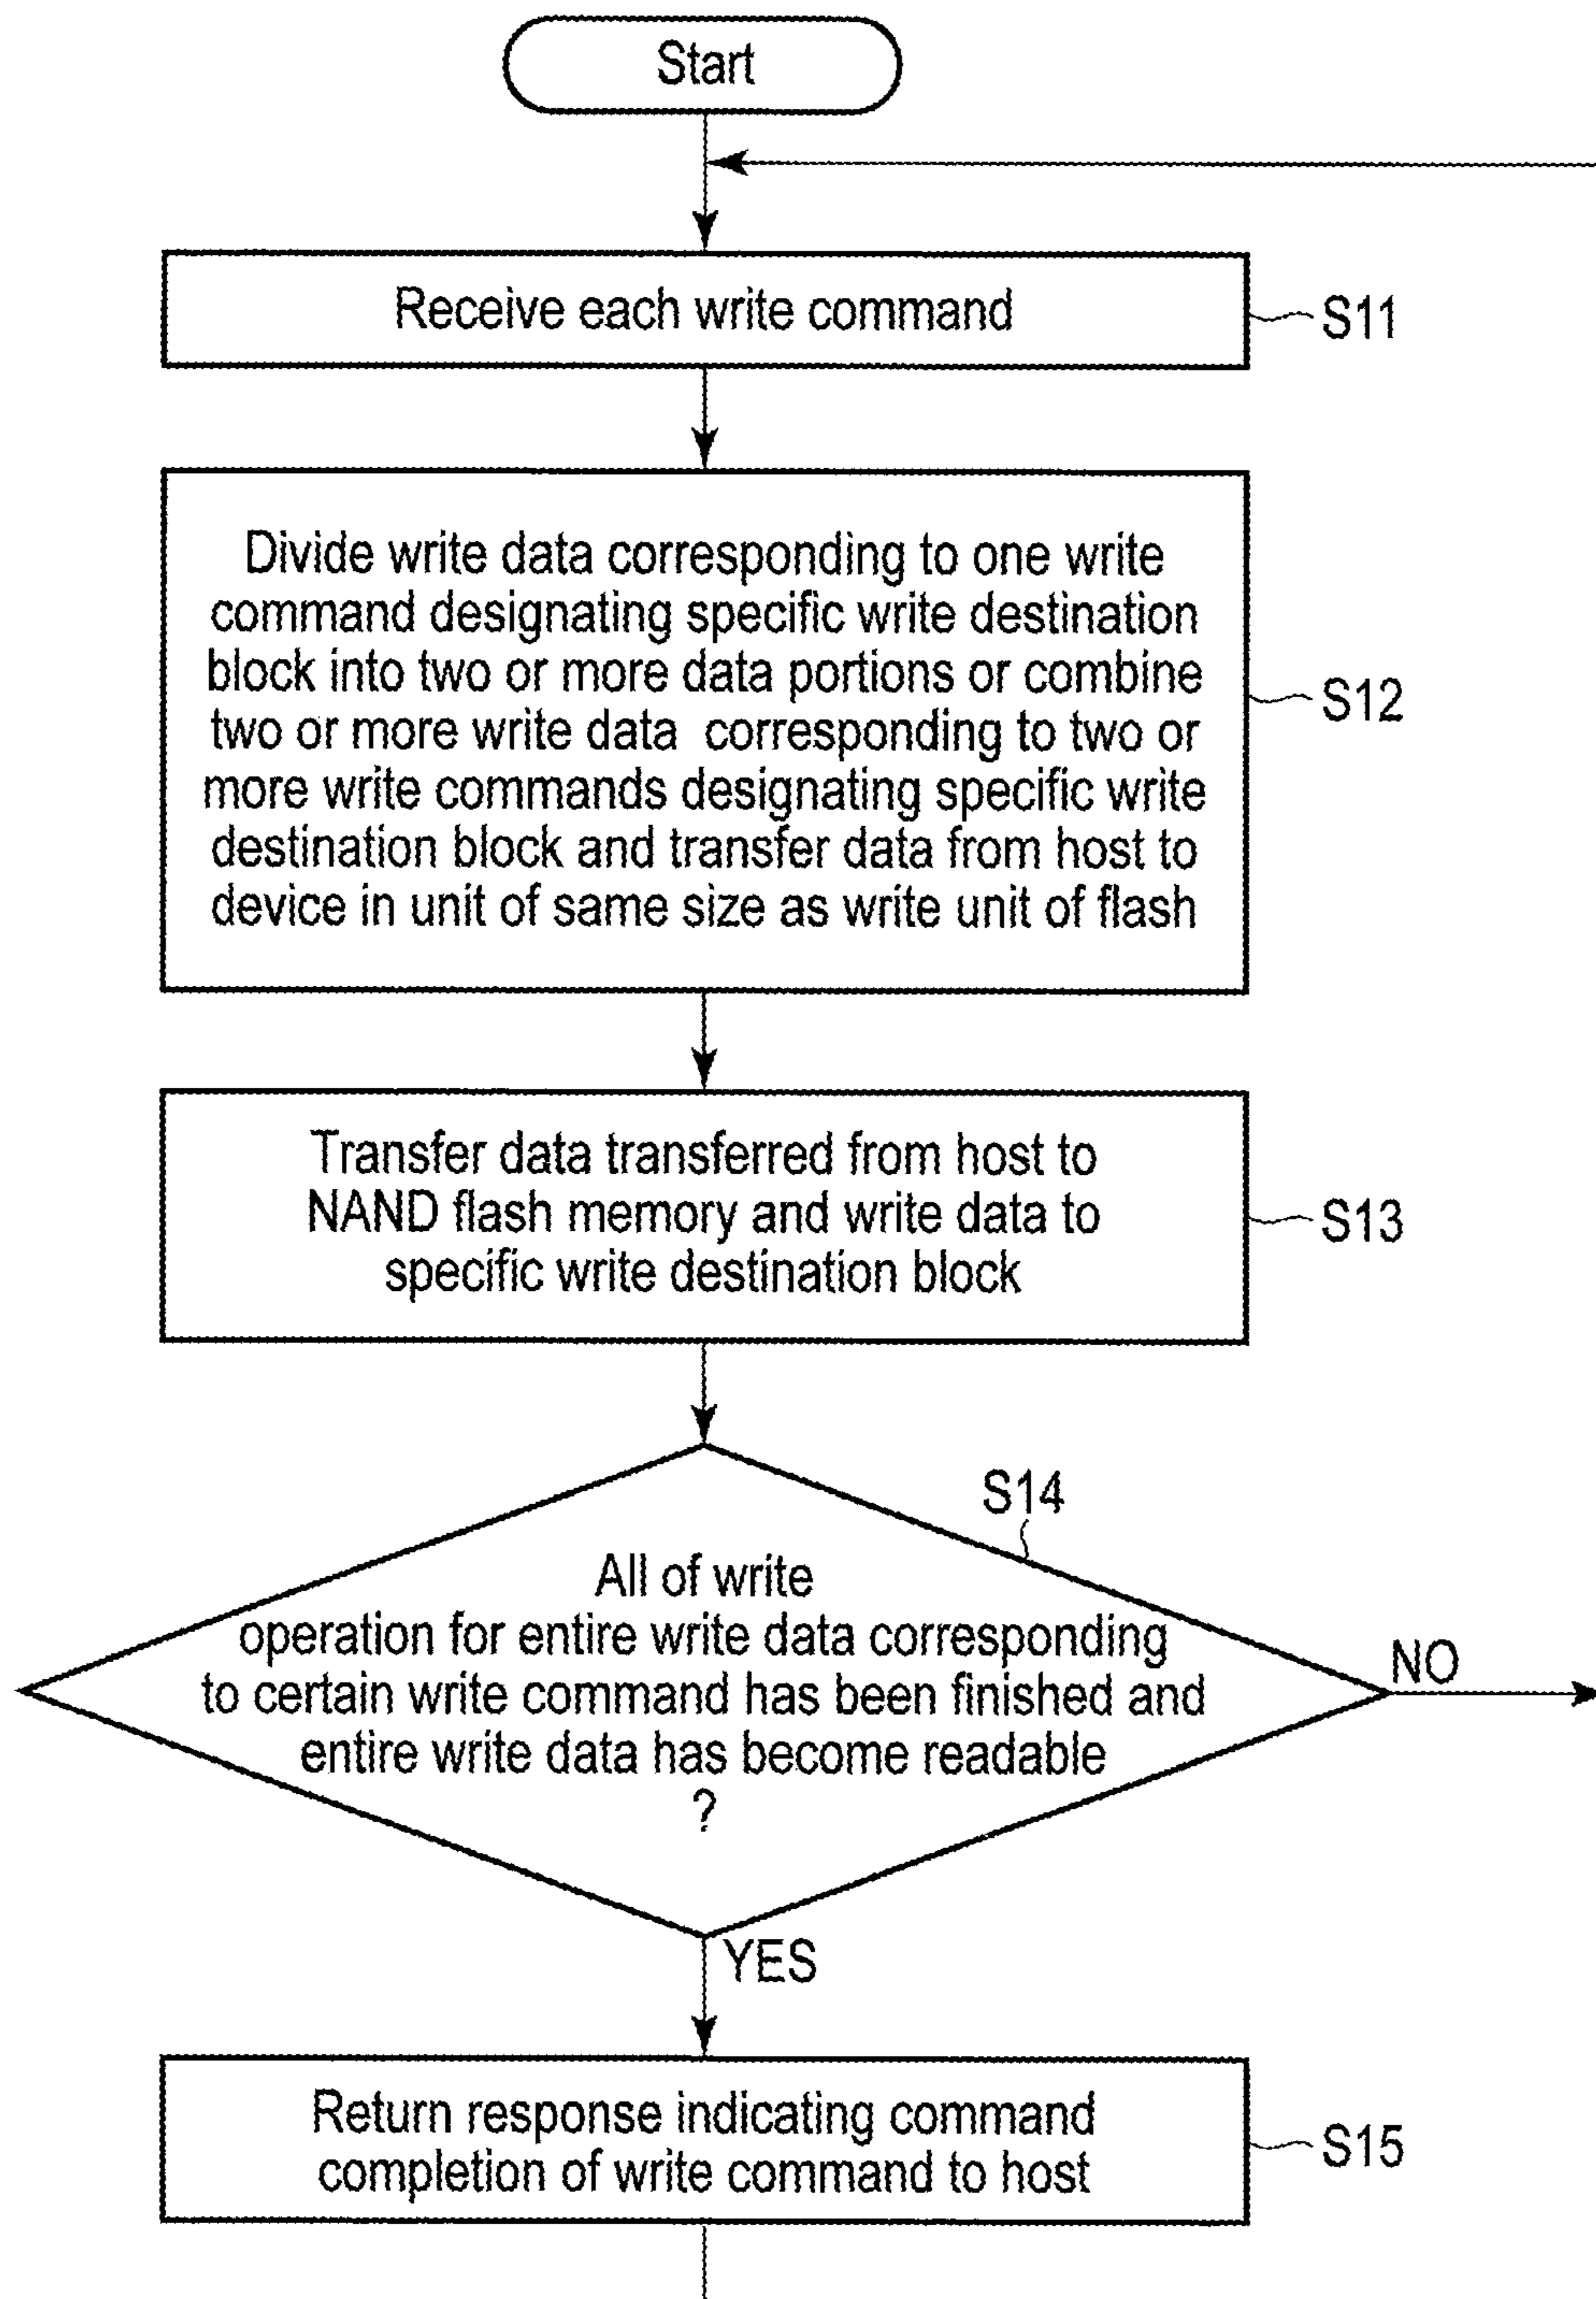 Start
Receive each write command
S11
Divide write data corresponding to one write
command designating specific write destination
block into two or more data portions or combine
two or more write data corresponding to two or
more write commands designating specific write
destination block and transfer data from host to
device in unit of same size as write unit of flash
S12
Transfer data transferred from host to
NAND flash memory and write data to
specific write destination block
S13
S14
All of write
operation for entire write data corresponding
to certain write command has been finished and
entire write data has become readable
?
NO
YES
Return response indicating command
completion of write command to host
S15